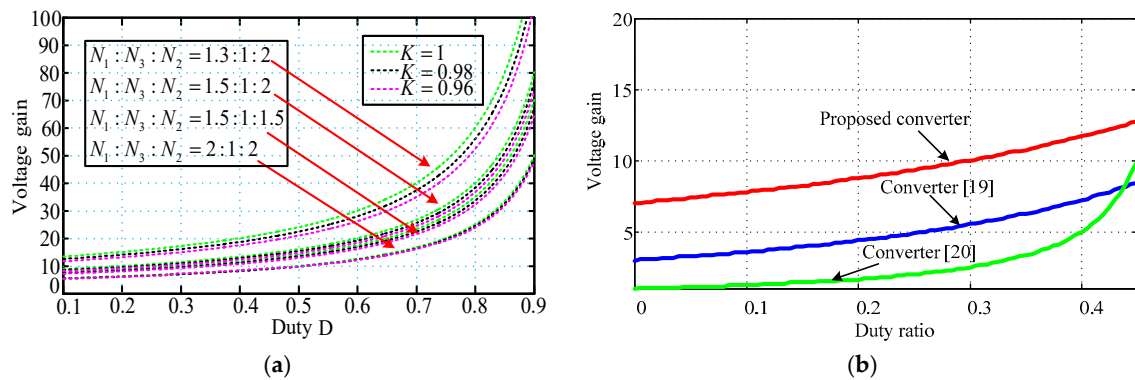 100
90
80
70
60
50
40
30
20
10
0
Voltage gain
N₁:N₃:N₂=1.3:1:2
N₁:N₃:N₂=1.5:1:2
N₁:N₃:N₂=1.5:1:1.5
N₁:N₃:N₂=2:1:2
K=1
K=0.98
K=0.96
0.1 0.2 0.3 0.4 0.5 0.6 0.7 0.8 0.9
Duty D
(a)
20
15
10
5
1
Voltage gain
Proposed converter
Converter [19]
Converter [20]
0 0.1 0.2 0.3 0.4
Duty ratio
(b)